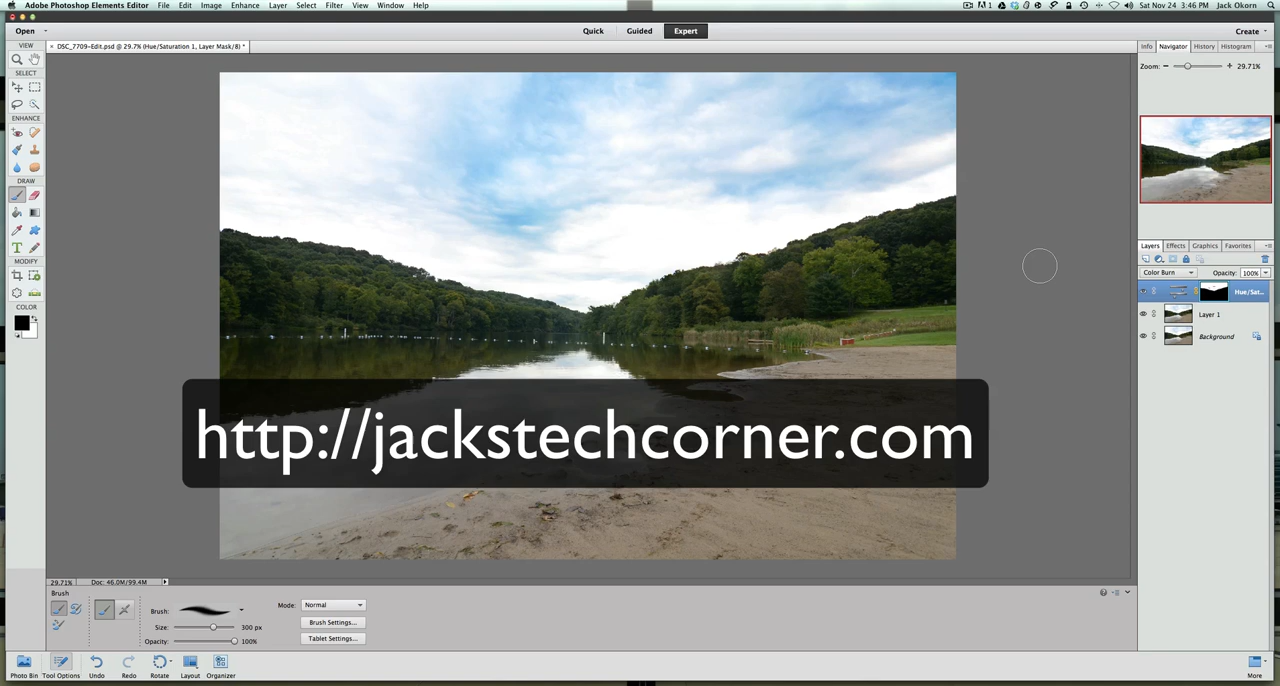 Adobe Photoshop Elements Editor File Edit Image Enhance Layer Select Filter View Window Help
1 Sat Nov 24 3:46 PM Jack Okorn
Open
Quick Guided Expert
Create
VIEW
DSC_7709-Edit.psd @ 29.7% (Hue/Saturation 1, Layer Mask/8) *
Info Navigator History Histogram
Zoom: 29.71%
SELECT
ENHANCE
DRAW
MODIFY
COLOR
Layers Effects Graphics Favorites
Color Burn Opacity: 100%
Hue/Sat...
Layer 1
Background
http://jackstechcorner.com
29.71% Doc: 46.0M/99.4M
Brush
Brush: Mode: Normal
Size: 300 px Brush Settings...
Opacity: 100% Tablet Settings...
Photo Bin Tool Options Undo Redo Rotate Layout Organizer More